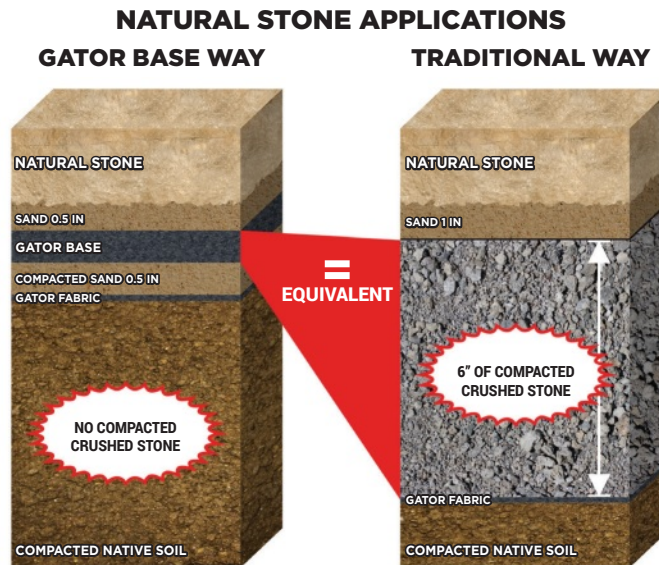 NATURAL STONE APPLICATIONS
GATOR BASE WAY
NATURAL STONE
SAND 0.5 IN
GATOR BASE
COMPACTED SAND 0.5 IN
GATOR FABRIC
NO COMPACTED
CRUSHED STONE
COMPACTED NATIVE SOIL
=
EQUIVALENT
TRADITIONAL WAY
NATURAL STONE
SAND 1 IN
6” OF COMPACTED
CRUSHED STONE
GATOR FABRIC
COMPACTED NATIVE SOIL